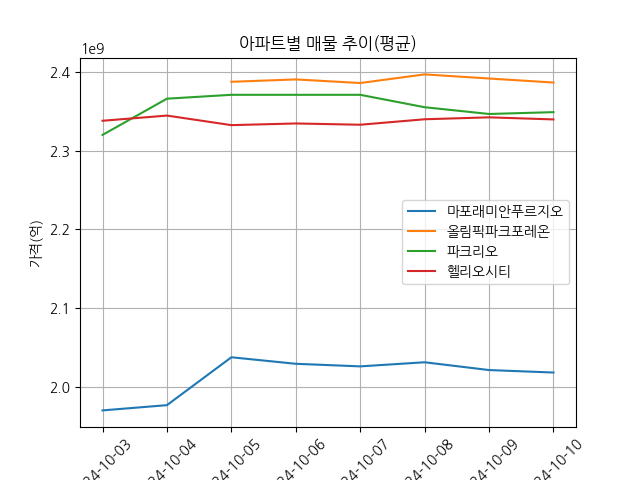 아파트별 매물 추이(평균)
1e9
2.4
2.3
2.2
2.1
2.0
가격(억)
마포래미안푸르지오
올림픽파크포레온
파크리오
헬리오시티
24-10-03
24-10-04
24-10-05
24-10-06
24-10-07
24-10-08
24-10-09
24-10-10